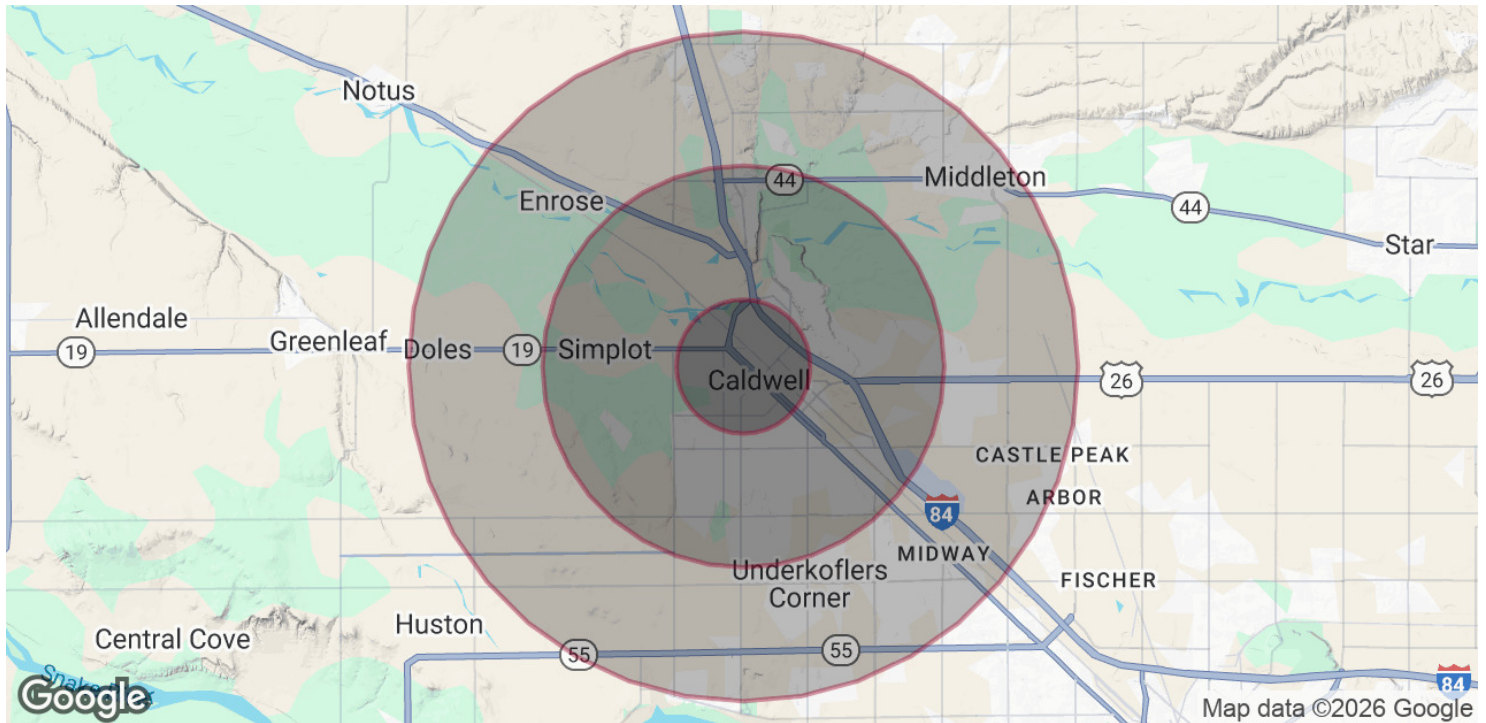 Notus
Enrose
44
Middleton
44
Star
Allendale
19
Greenleaf
Doles
19
Simplot
Caldwell
26
26
CASTLE PEAK
ARBOR
84
MIDWAY
Underkoflers
Corner
FISCHER
Huston
Central Cove
55
55
84
Google
Map data ©2026 Google